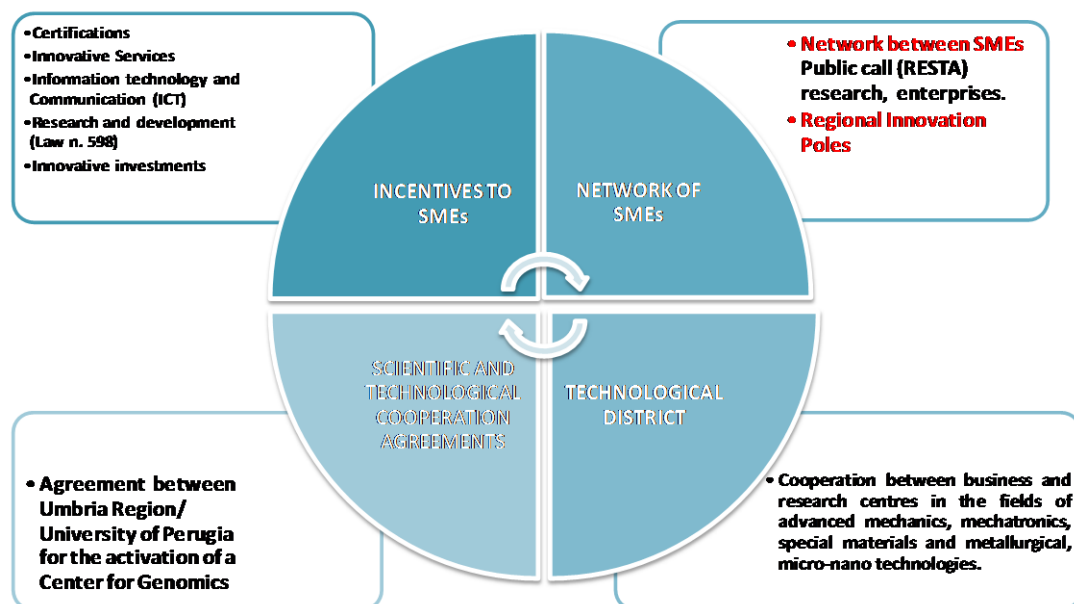 •Certifications
•Innovative Services
•Information technology and
Communication (ICT)
•Research and development
(Law n. 598)
•Innovative investments
• Network between SMEs
Public call (RESTA)
research, enterprises.
• Regional Innovation
Poles
INCENTIVES TO
SMEs
NETWORK OF
SMEs
SCIENTIFIC AND
TECHNOLOGICAL
COOPERATION
AGREEMENTS
TECHNOLOGICAL
DISTRICT
• Agreement between
Umbria Region/
University of Perugia
for the activation of a
Center for Genomics
• Cooperation between business and
research centres in the fields of
advanced mechanics, mechatronics,
special materials and metallurgical,
micro-nano technologies.